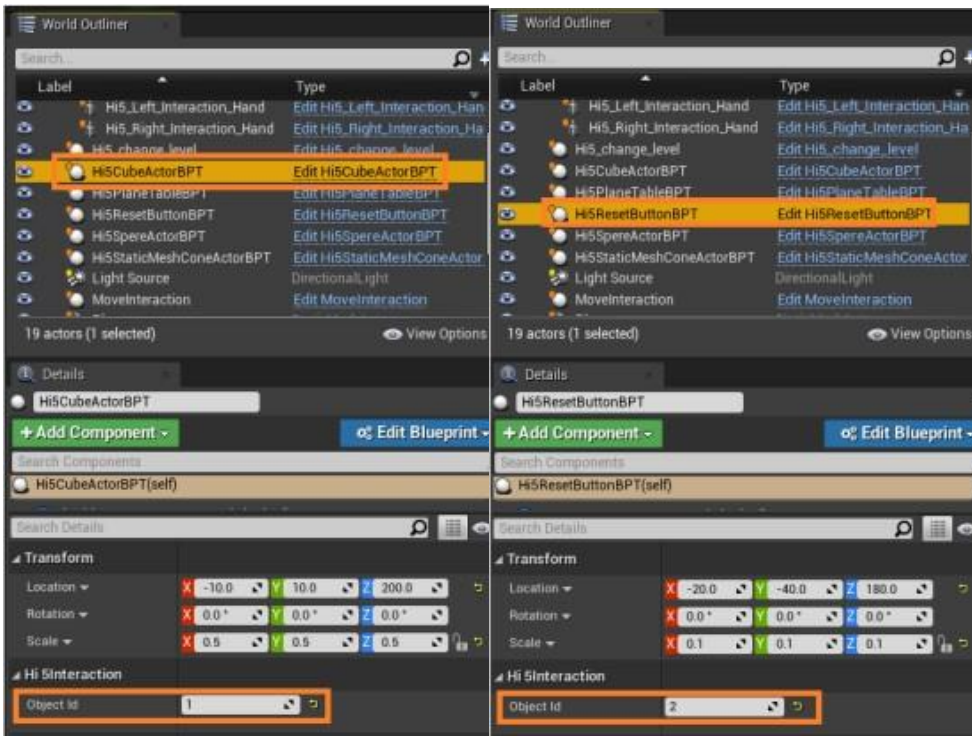 World Outliner
Search...
Label Type
Hi5_Left_Interaction_Hand Edit Hi5_Left_Interaction_Han
Hi5_Right_Interaction_Hand Edit Hi5_Right_Interaction_Ha
Hi5_change_level Edit Hi5_change_level
Hi5CubeActorBPT Edit Hi5CubeActorBPT
Hi5PlaneTableBPT Edit Hi5PlaneTableBPT
Hi5ResetButtonBPT Edit Hi5ResetButtonBPT
Hi5SpereActorBPT Edit Hi5SpereActorBPT
Hi5StaticMeshConeActorBPT Edit Hi5StaticMeshConeActor
Light Source DirectionalLight
MoveInteraction Edit MoveInteraction
19 actors (1 selected) View Options
Details
Hi5CubeActorBPT
+ Add Component Edit Blueprint
Search Components
Hi5CubeActorBPT(self)
Search Details
Transform
Location X -10.0 Y 10.0 Z 200.0
Rotation X 0.0° Y 0.0° Z 0.0°
Scale X 0.5 Y 0.5 Z 0.5
Hi 5Interaction
Object Id 1
World Outliner
Search...
Label Type
Hi5_Left_Interaction_Hand Edit Hi5_Left_Interaction_Han
Hi5_Right_Interaction_Hand Edit Hi5_Right_Interaction_Ha
Hi5_change_level Edit Hi5_change_level
Hi5CubeActorBPT Edit Hi5CubeActorBPT
Hi5PlaneTableBPT Edit Hi5PlaneTableBPT
Hi5ResetButtonBPT Edit Hi5ResetButtonBPT
Hi5SpereActorBPT Edit Hi5SpereActorBPT
Hi5StaticMeshConeActorBPT Edit Hi5StaticMeshConeActor
Light Source DirectionalLight
MoveInteraction Edit MoveInteraction
19 actors (1 selected) View Options
Details
Hi5ResetButtonBPT
+ Add Component Edit Blueprint
Search Components
Hi5ResetButtonBPT(self)
Search Details
Transform
Location X -20.0 Y -40.0 Z 180.0
Rotation X 0.0° Y 0.0° Z 0.0°
Scale X 0.1 Y 0.1 Z 0.1
Hi 5Interaction
Object Id 2